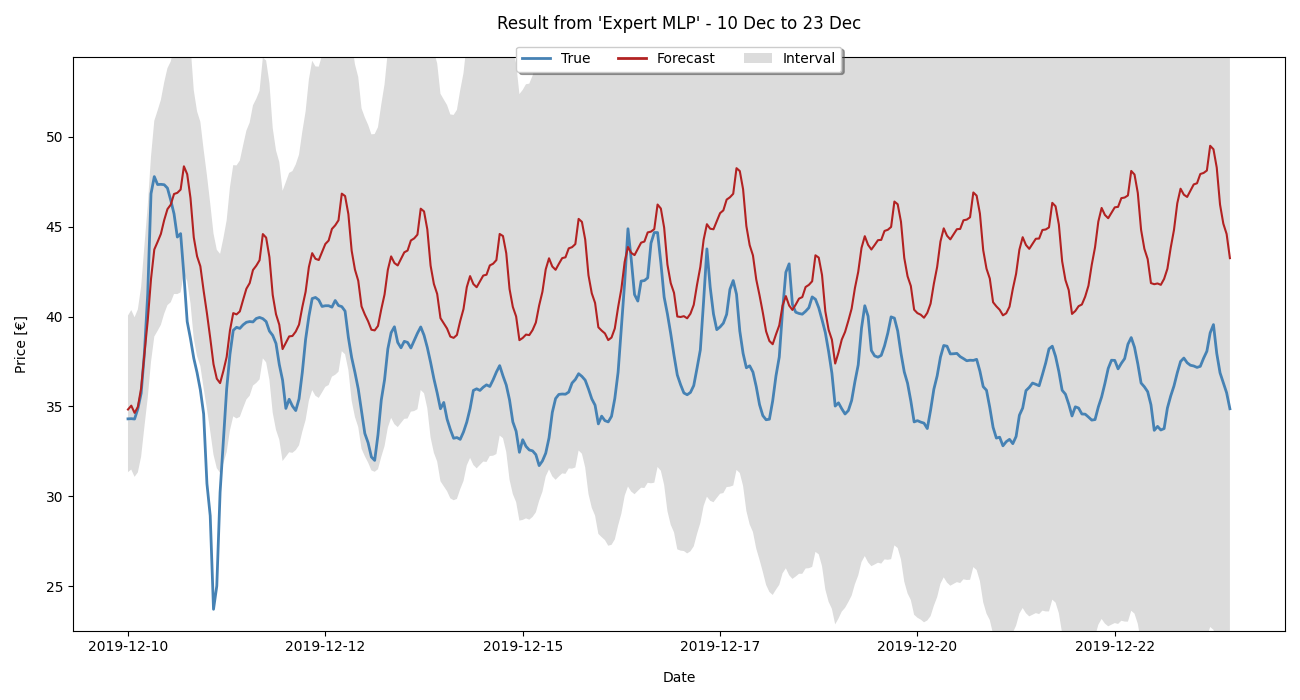 Result from 'Expert MLP' - 10 Dec to 23 Dec
True Forecast Interval
Price [€]
50
45
40
35
30
25
2019-12-10 2019-12-12 2019-12-15 2019-12-17 2019-12-20 2019-12-22
Date